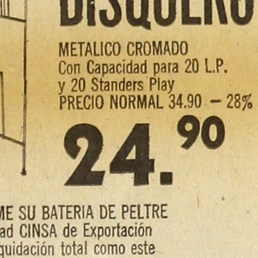 DISQUERO
METALICO CROMADO
Con Capacidad para 20 L.P.
y 20 Standers Play
PRECIO NORMAL 34.90 – 28%
24.90
ME SU BATERIA DE PELTRE
ad CINSA de Exportación
quidación total como este